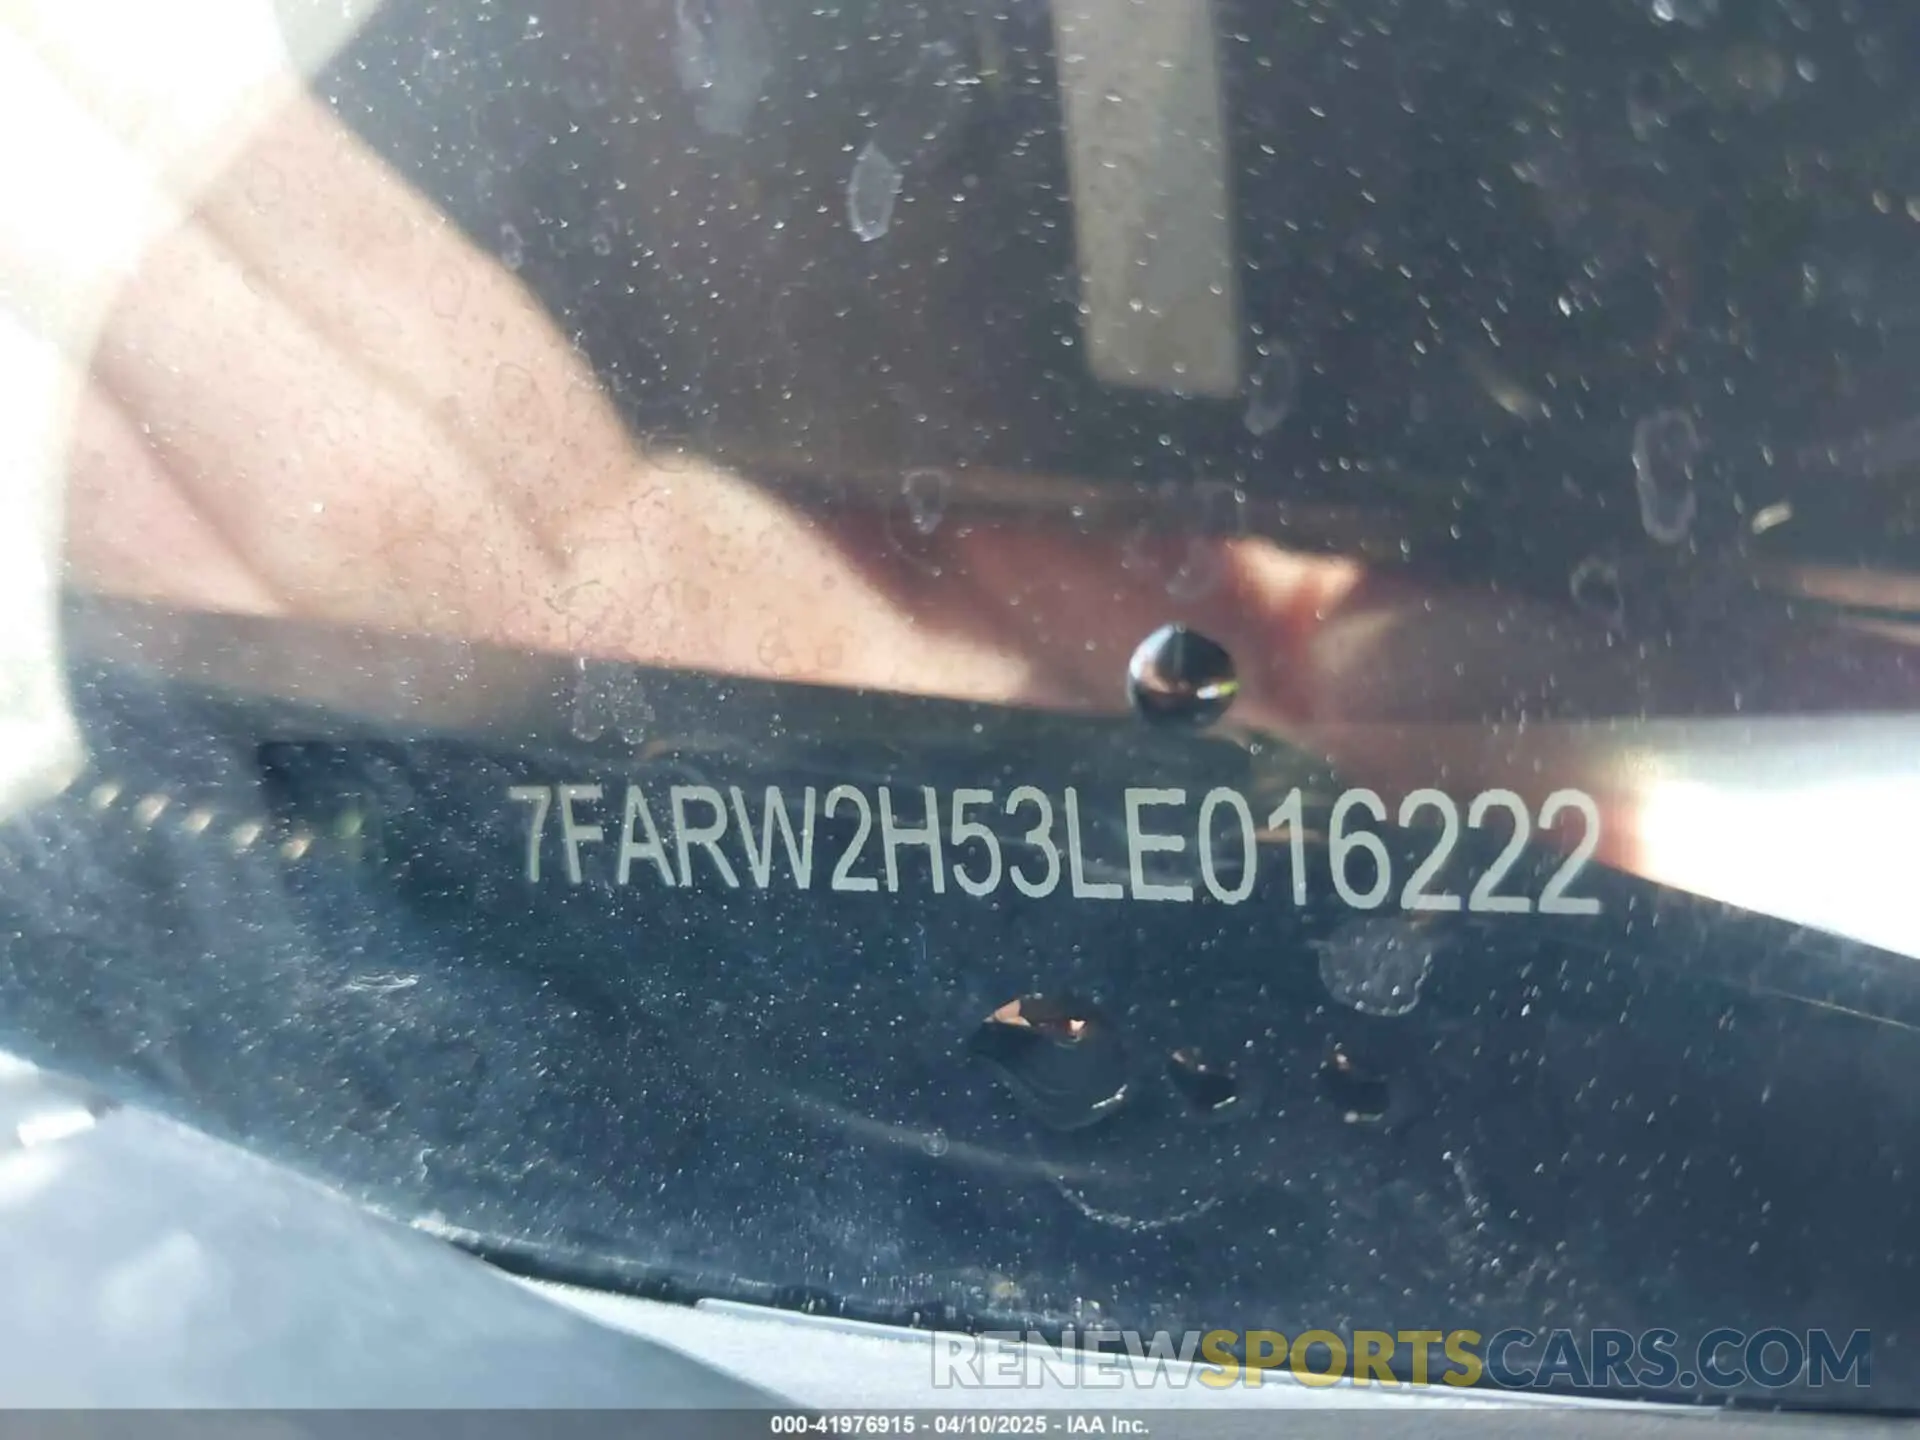 7FARW2H53LE016222
RENEWSPORTSCARS.COM
000-41976915 - 04/10/2025 - IAA Inc.